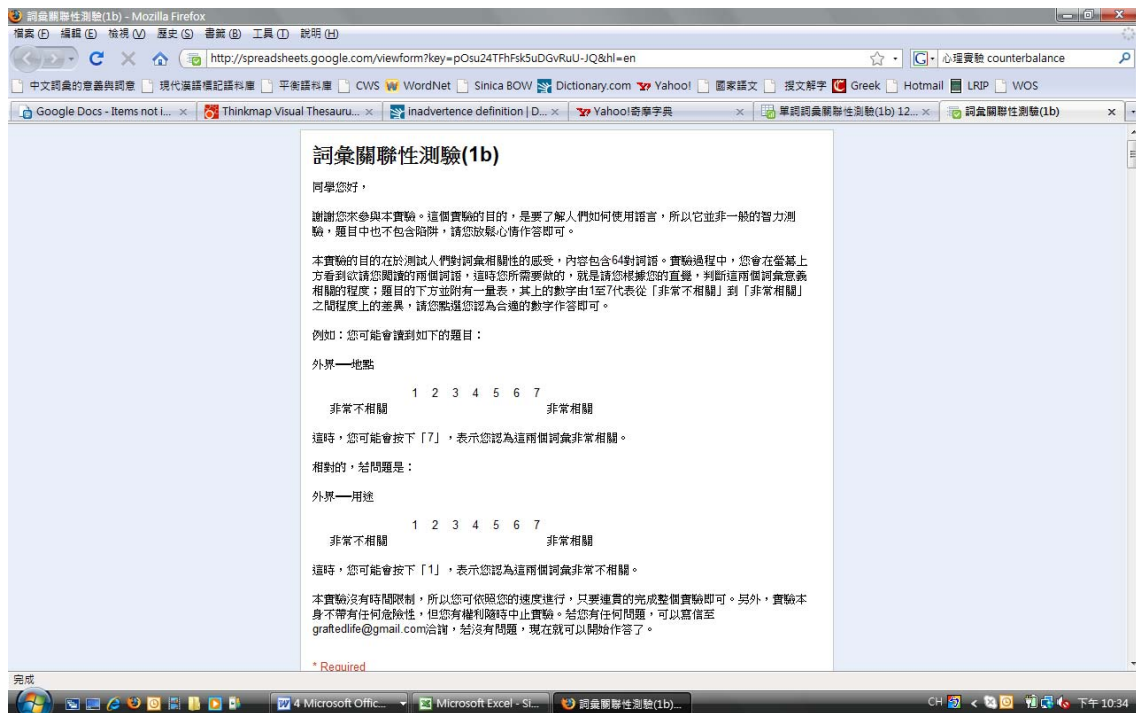 詞彙關聯性測驗(1b) - Mozilla Firefox
檔案(F) 編輯(E) 檢視(V) 歷史(S) 書籤(B) 工具(T) 說明(H)
http://spreadsheets.google.com/viewform?key=pOsu24TFhFsk5uDGvRuU-JQ&hl=en 心理實驗 counterbalance
中文詞彙的意義與詞意 現代漢語標記語料庫 平衡語料庫 CWS WordNet Sinica BOW Dictionary.com Yahoo! 國家語文 授文解字 Greek Hotmail LRIP WOS
Google Docs - Items not i... Thinkmap Visual Thesauru... inadvertence definition | D... Yahoo!奇摩字典 單詞詞彙關聯性測驗(1b) 12... 詞彙關聯性測驗(1b)
詞彙關聯性測驗(1b)
同學您好，
謝謝您來參與本實驗。這個實驗的目的，是要了解人們如何使用語言，所以它並非一般的智力測
驗，題目中也不包含陷阱，請您放鬆心情作答即可。
本實驗的目的在於測試人們對詞彙相關性的感受，內容包含64對詞語。實驗過程中，您會在螢幕上
方看到欲請您閱讀的兩個詞語，這時您所需要做的，就是請您根據您的直覺，判斷這兩個詞彙意義
相關的程度；題目的下方並附有一量表，其上的數字由1至7代表從「非常不相關」到「非常相關」
之間程度上的差異，請您點選您認為合適的數字作答即可。
例如：您可能會讀到如下的題目：
外界──地點
1 2 3 4 5 6 7
非常不相關 非常相關
這時，您可能會按下「7」，表示您認為這兩個詞彙非常相關。
相對的，若問題是：
外界──用途
1 2 3 4 5 6 7
非常不相關 非常相關
這時，您可能會按下「1」，表示您認為這兩個詞彙非常不相關。
本實驗沒有時間限制，所以您可依照您的速度進行，只要連貫的完成整個實驗即可。另外，實驗本
身不帶有任何危險性，但您有權利隨時中止實驗。若您有任何問題，可以寫信至
graftedlife@gmail.com洽詢，若沒有問題，現在就可以開始作答了。
* Required
完成
4 Microsoft Offic... Microsoft Excel - Si... 詞彙關聯性測驗(1b)... CH 下午 10:34